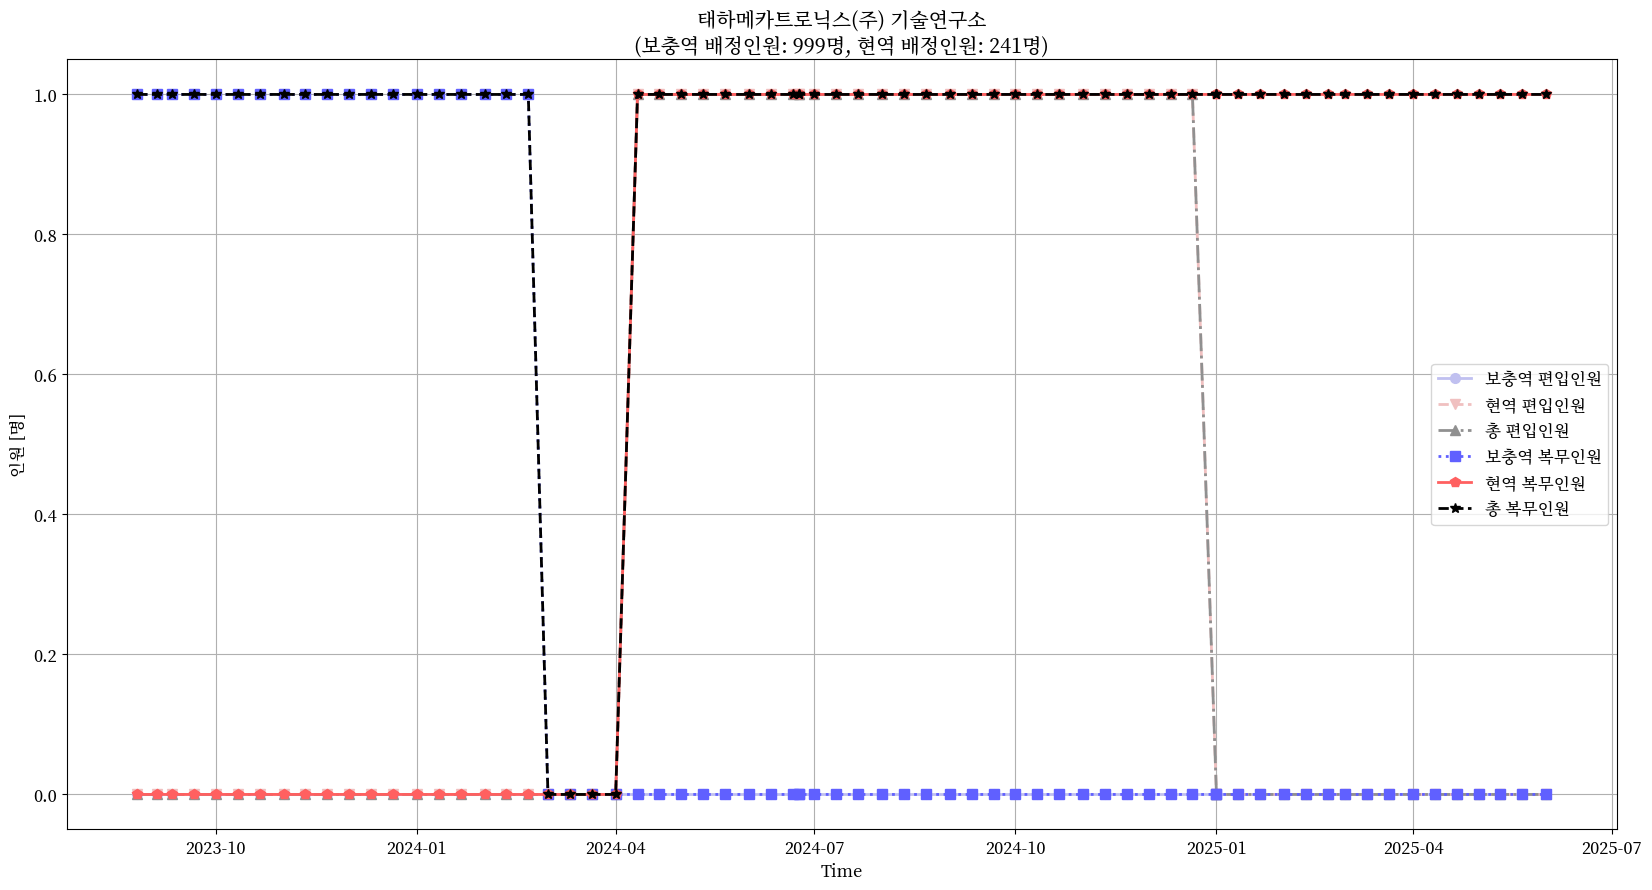 태하메카트로닉스(주) 기술연구소
(보충역 배정인원: 999명, 현역 배정인원: 241명)
인원 [명]
1.0
0.8
0.6
0.4
0.2
0.0
보충역 편입인원
현역 편입인원
총 편입인원
보충역 복무인원
현역 복무인원
총 복무인원
2023-10
2024-01
2024-04
2024-07
2024-10
2025-01
2025-04
2025-07
Time